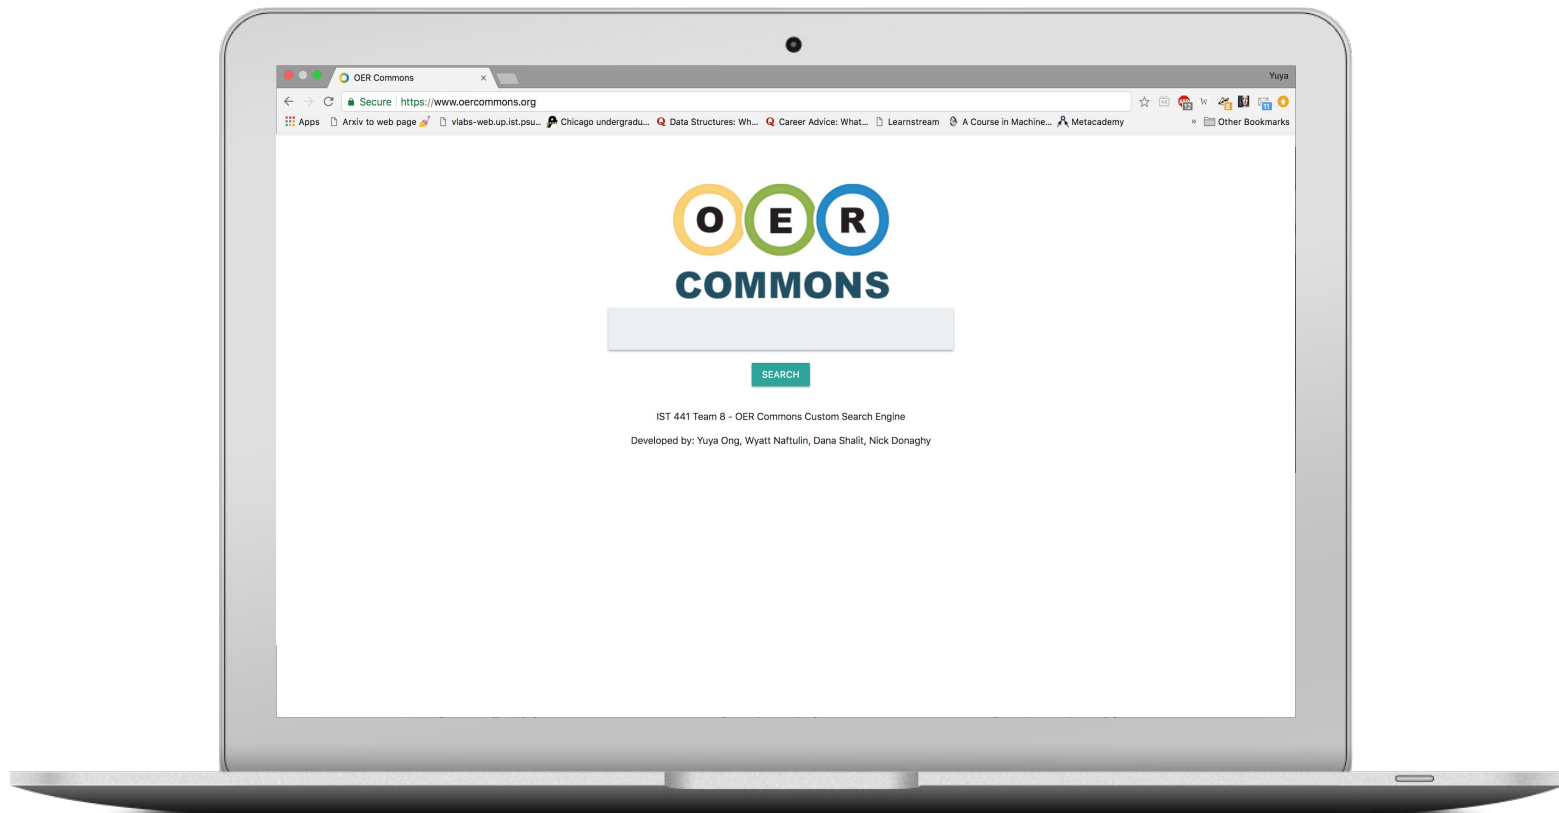 OER Commons
Yuya
Secure https://www.oercommons.org
Apps Arxiv to web page vlabs-web.up.ist.psu... Chicago undergradu... Data Structures: Wh... Career Advice: What... Learnstream A Course in Machine... Metacademy » Other Bookmarks
O E R
COMMONS
SEARCH
IST 441 Team 8 - OER Commons Custom Search Engine
Developed by: Yuya Ong, Wyatt Naftulin, Dana Shalit, Nick Donaghy